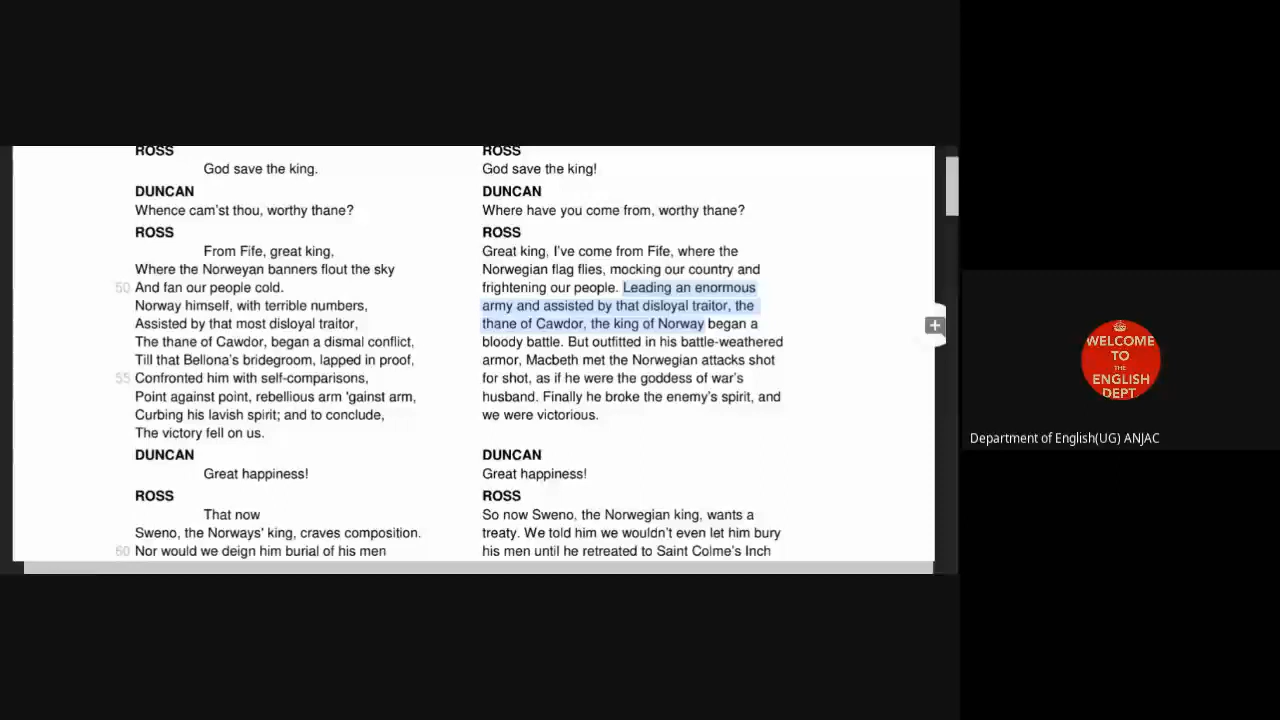 ROSS
God save the king.
DUNCAN
Whence cam'st thou, worthy thane?
ROSS
From Fife, great king,
Where the Norweyan banners flout the sky
50 And fan our people cold.
Norway himself, with terrible numbers,
Assisted by that most disloyal traitor,
The thane of Cawdor, began a dismal conflict,
Till that Bellona's bridegroom, lapped in proof,
55 Confronted him with self-comparisons,
Point against point, rebellious arm 'gainst arm,
Curbing his lavish spirit; and to conclude,
The victory fell on us.
DUNCAN
Great happiness!
ROSS
That now
Sweno, the Norways' king, craves composition.
60 Nor would we deign him burial of his men
ROSS
God save the king!
DUNCAN
Where have you come from, worthy thane?
ROSS
Great king, I've come from Fife, where the
Norwegian flag flies, mocking our country and
frightening our people. Leading an enormous
army and assisted by that disloyal traitor, the
thane of Cawdor, the king of Norway began a
bloody battle. But outfitted in his battle-weathered
armor, Macbeth met the Norwegian attacks shot
for shot, as if he were the goddess of war's
husband. Finally he broke the enemy's spirit, and
we were victorious.
DUNCAN
Great happiness!
ROSS
So now Sweno, the Norwegian king, wants a
treaty. We told him we wouldn't even let him bury
his men until he retreated to Saint Colme's Inch
WELCOME
TO
THE
ENGLISH
DEPT
Department of English(UG) ANJAC